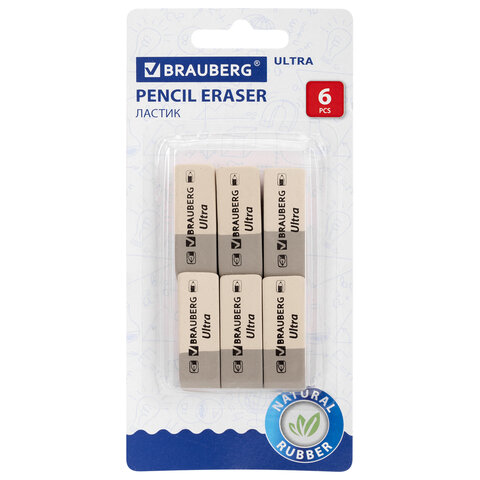 BRAUBERG® ULTRA
PENCIL ERASER
ЛАСТИК
6
PCS
BRAUBERG
Ultra
BRAUBERG
Ultra
BRAUBERG
Ultra
BRAUBERG
Ultra
BRAUBERG
Ultra
BRAUBERG
Ultra
NATURAL
RUBBER